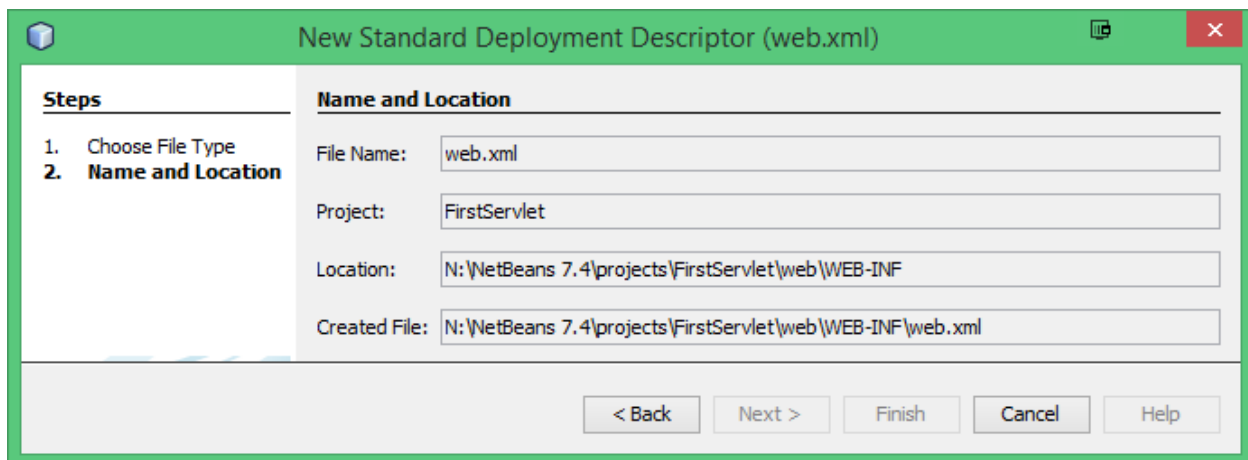 New Standard Deployment Descriptor (web.xml)
Steps
1. Choose File Type
2. Name and Location
Name and Location
File Name: web.xml
Project: FirstServlet
Location: N:\NetBeans 7.4\projects\FirstServlet\web\WEB-INF
Created File: N:\NetBeans 7.4\projects\FirstServlet\web\WEB-INF\web.xml
< Back Next > Finish Cancel Help